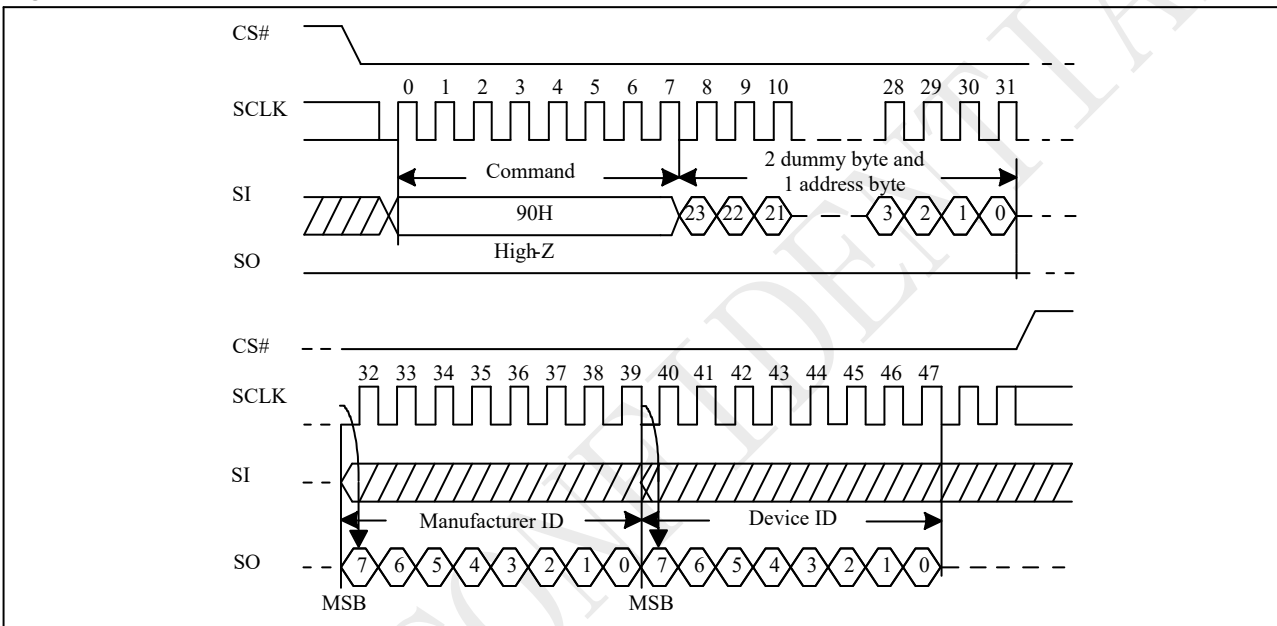 CS#
0 1 2 3 4 5 6 7 8 9 10 28 29 30 31
SCLK
Command
2 dummy byte and
1 address byte
SI
90H
23 22 21 3 2 1 0
High-Z
SO
CS#
32 33 34 35 36 37 38 39 40 41 42 43 44 45 46 47
SCLK
SI
Manufacturer ID
Device ID
SO
7 6 5 4 3 2 1 0 7 6 5 4 3 2 1 0
MSB MSB